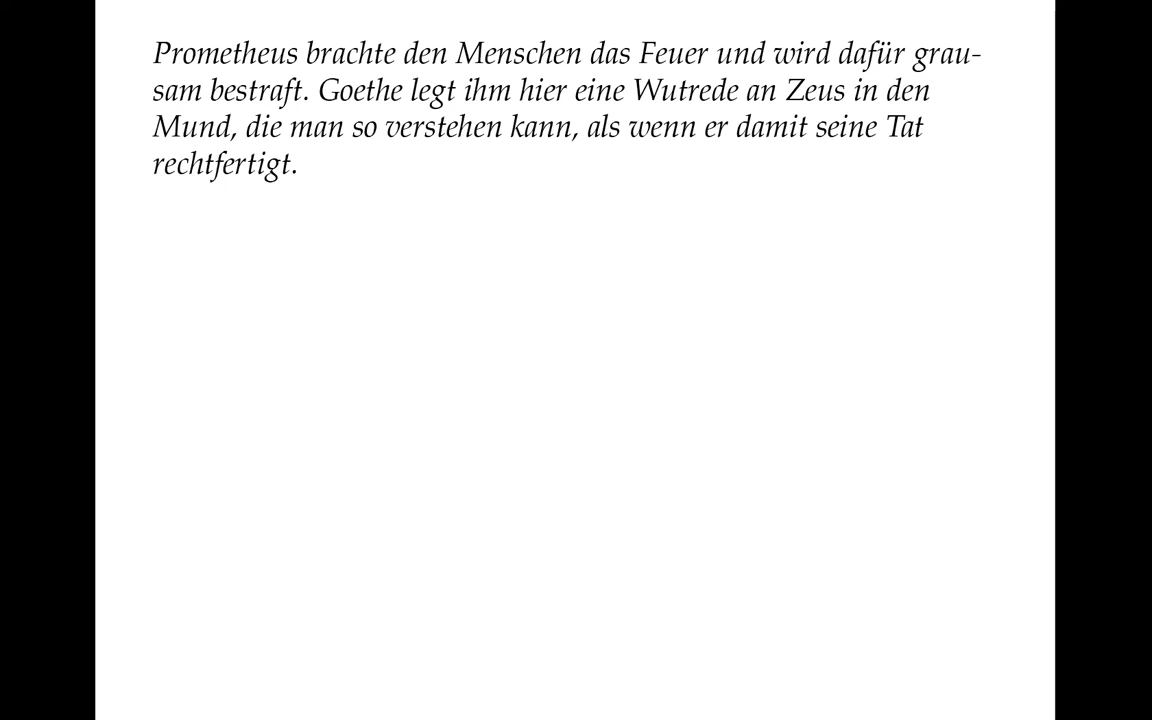 Prometheus brachte den Menschen das Feuer und wird dafür grau-
sam bestraft. Goethe legt ihm hier eine Wutrede an Zeus in den
Mund, die man so verstehen kann, als wenn er damit seine Tat
rechtfertigt.